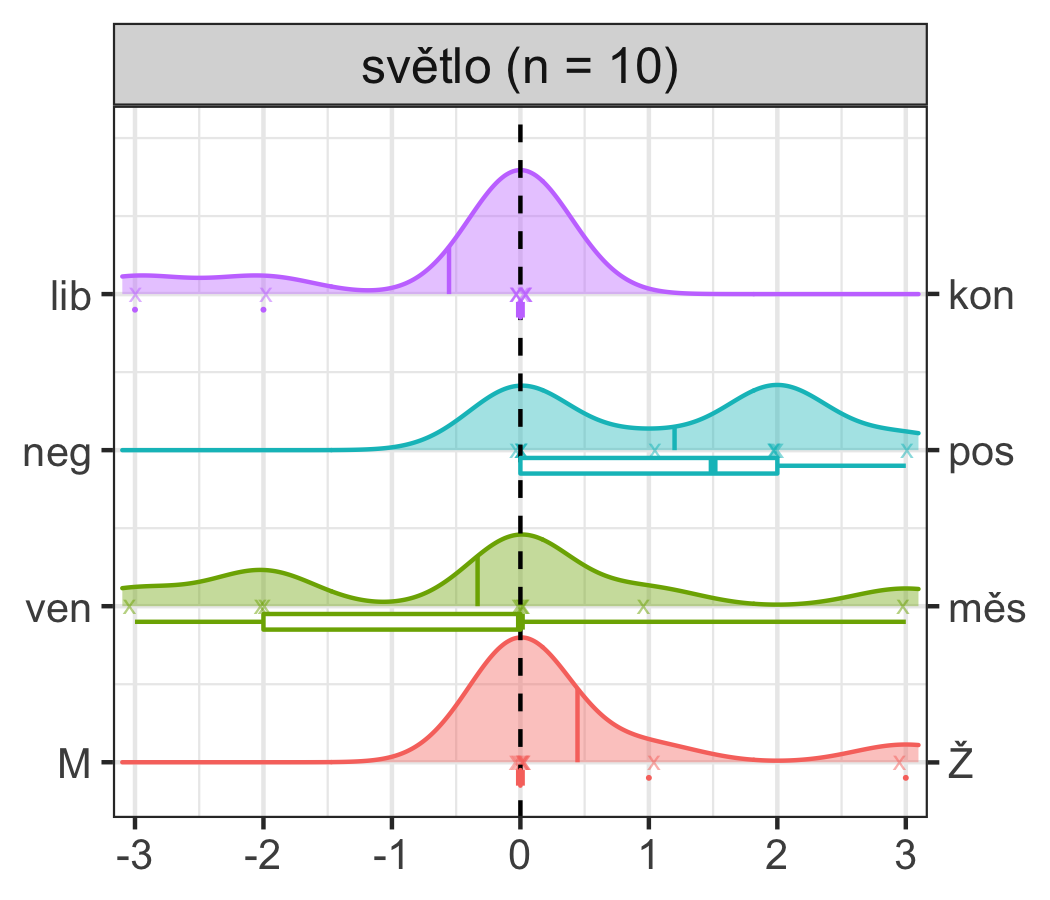 světlo (n = 10)
lib kon
neg pos
ven měs
M Ž
-3 -2 -1 0 1 2 3